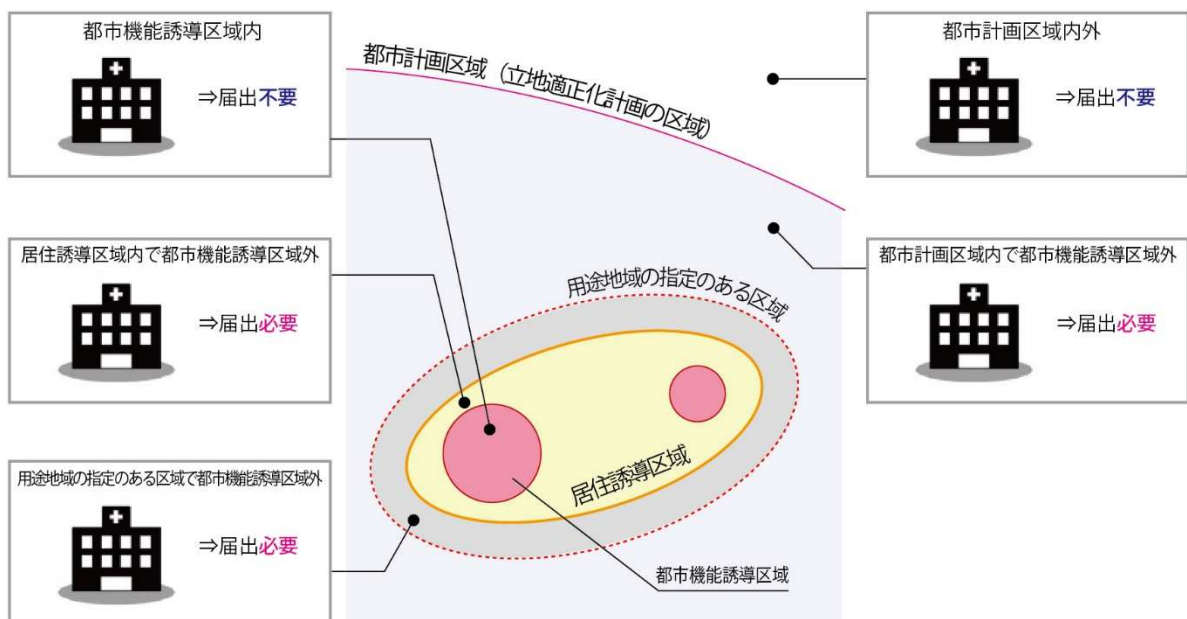 都市機能誘導区域内
⇒届出不要
居住誘導区域内で都市機能誘導区域外
⇒届出必要
用途地域の指定のある区域で都市機能誘導区域外
⇒届出必要
都市計画区域（立地適正化計画の区域）
用途地域の指定のある区域
居住誘導区域
都市機能誘導区域
都市計画区域内外
⇒届出不要
都市計画区域内で都市機能誘導区域外
⇒届出必要